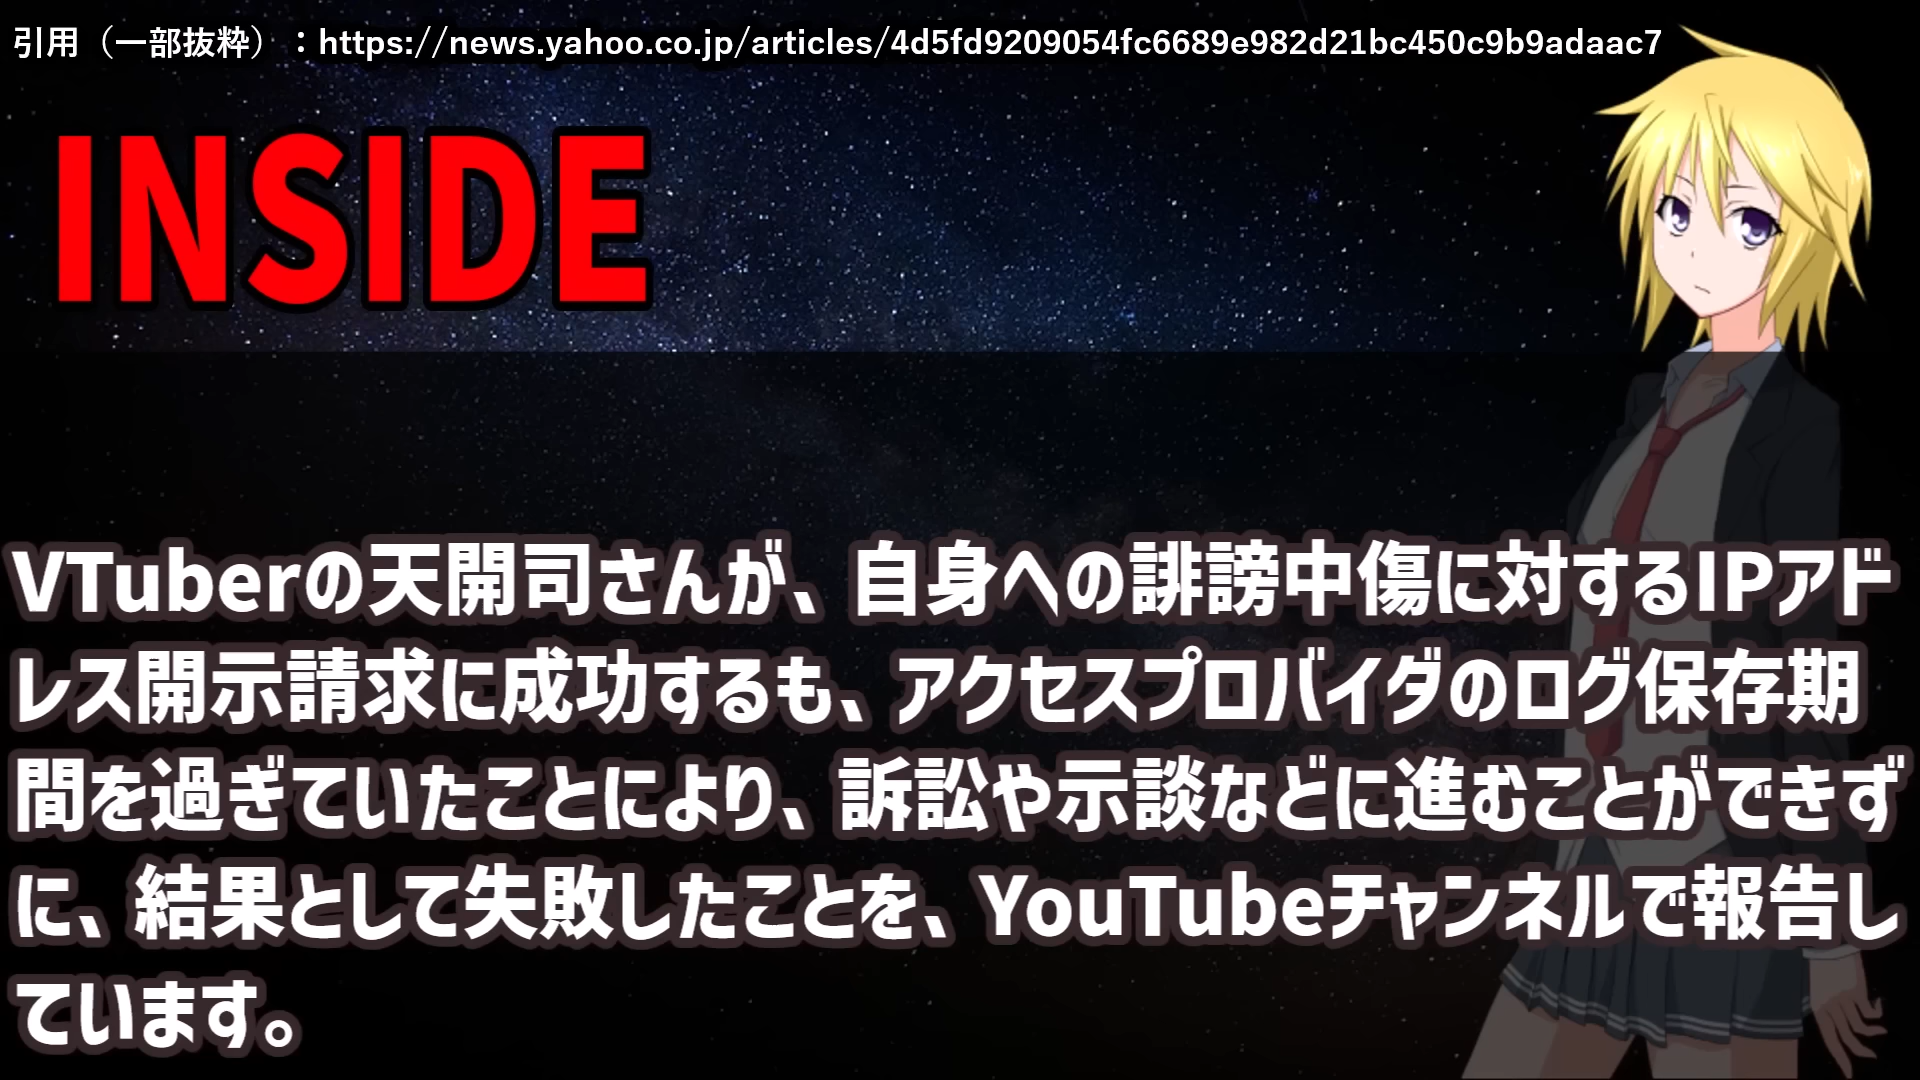 引用（一部抜粋）：https://news.yahoo.co.jp/articles/4d5fd9209054fc6689e982d21bc450c9b9adaac7
INSIDE
VTuberの天開司さんが、自身への誹謗中傷に対するIPアド
レス開示請求に成功するも、アクセスプロバイダのログ保存期
間を過ぎていたことにより、訴訟や示談などに進むことができず
に、結果として失敗したことを、YouTubeチャンネルで報告し
ています。